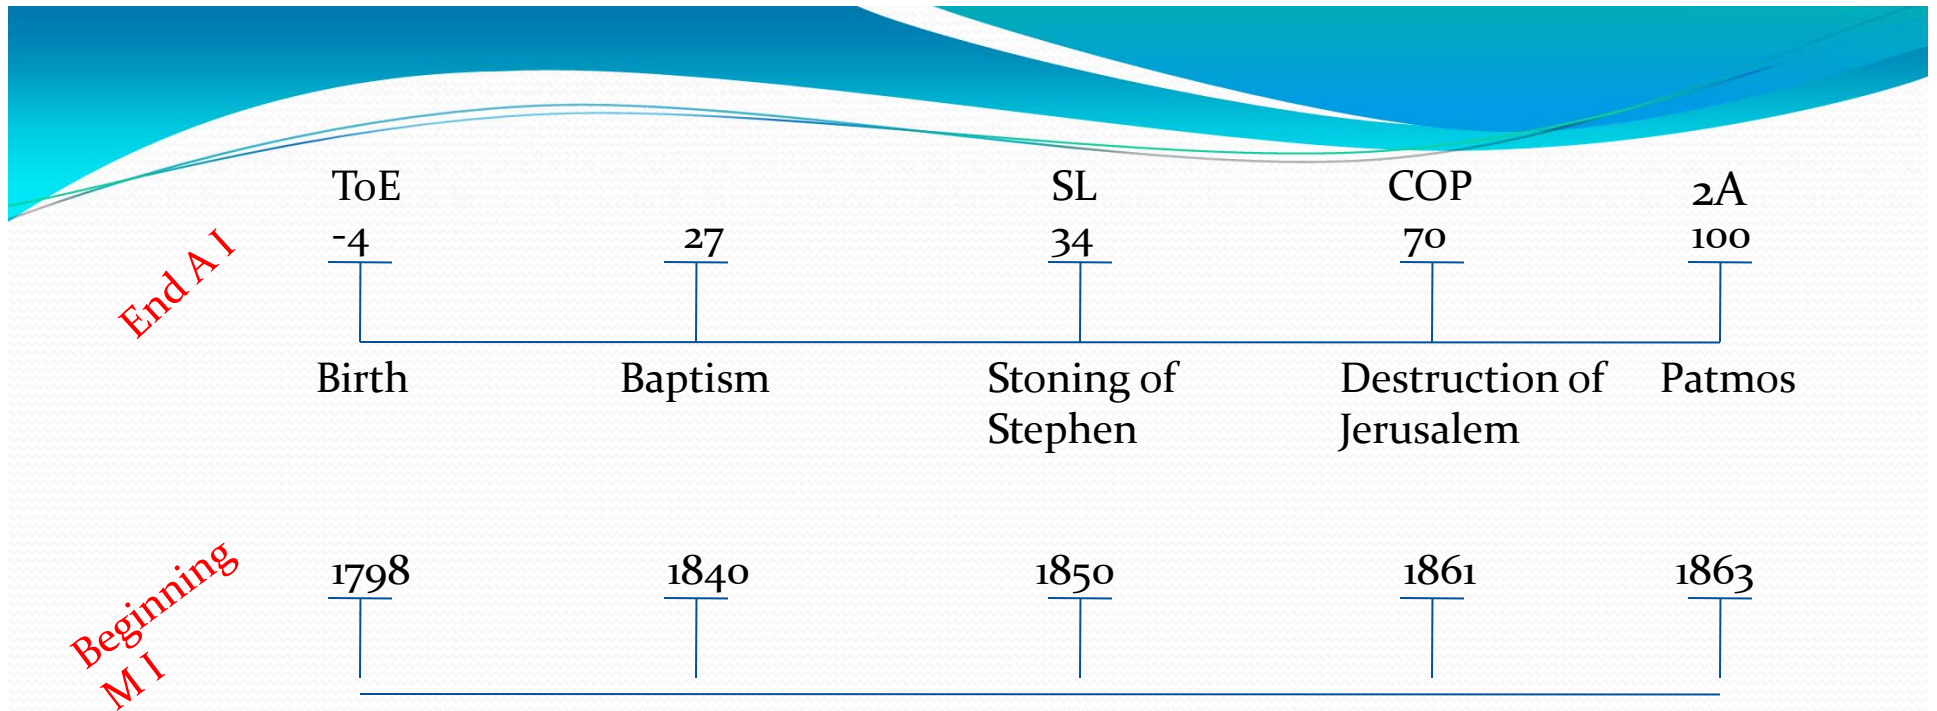 ToE SL COP 2A
-4 27 34 70 100
End A I
Birth Baptism Stoning of Destruction of Patmos
Stephen Jerusalem
1798 1840 1850 1861 1863
Beginning
M I